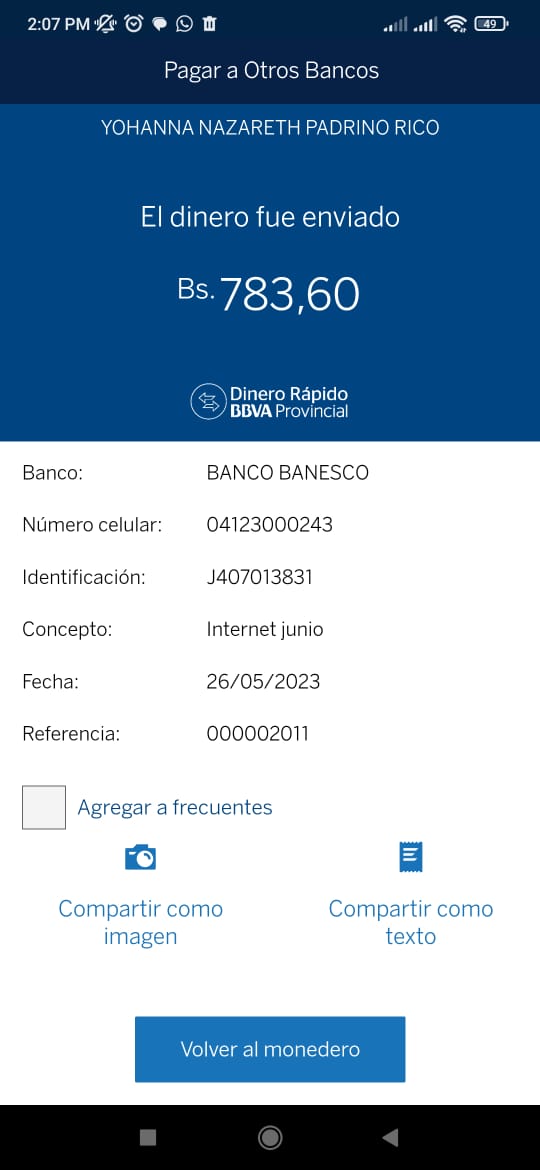 2:07 PM
49
Pagar a Otros Bancos
YOHANNA NAZARETH PADRINO RICO
El dinero fue enviado
Bs. 783,60
Dinero Rápido
BBVA Provincial
Banco: BANCO BANESCO
Número celular: 04123000243
Identificación: J407013831
Concepto: Internet junio
Fecha: 26/05/2023
Referencia: 000002011
Agregar a frecuentes
Compartir como
imagen
Compartir como
texto
Volver al monedero